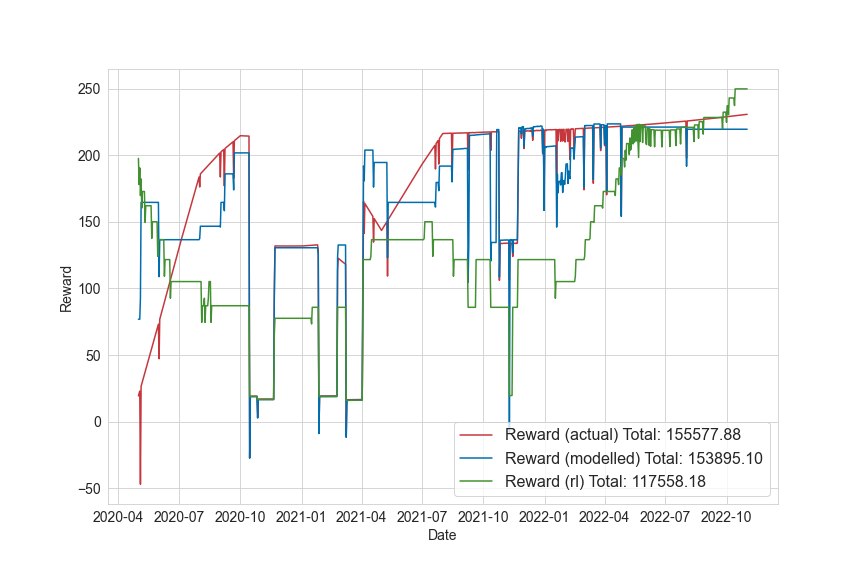 250
200
150
100
50
0
−50
Reward
Reward (actual) Total: 155577.88
Reward (modelled) Total: 153895.10
Reward (rl) Total: 117558.18
2020-04 2020-07 2020-10 2021-01 2021-04 2021-07 2021-10 2022-01 2022-04 2022-07 2022-10
Date